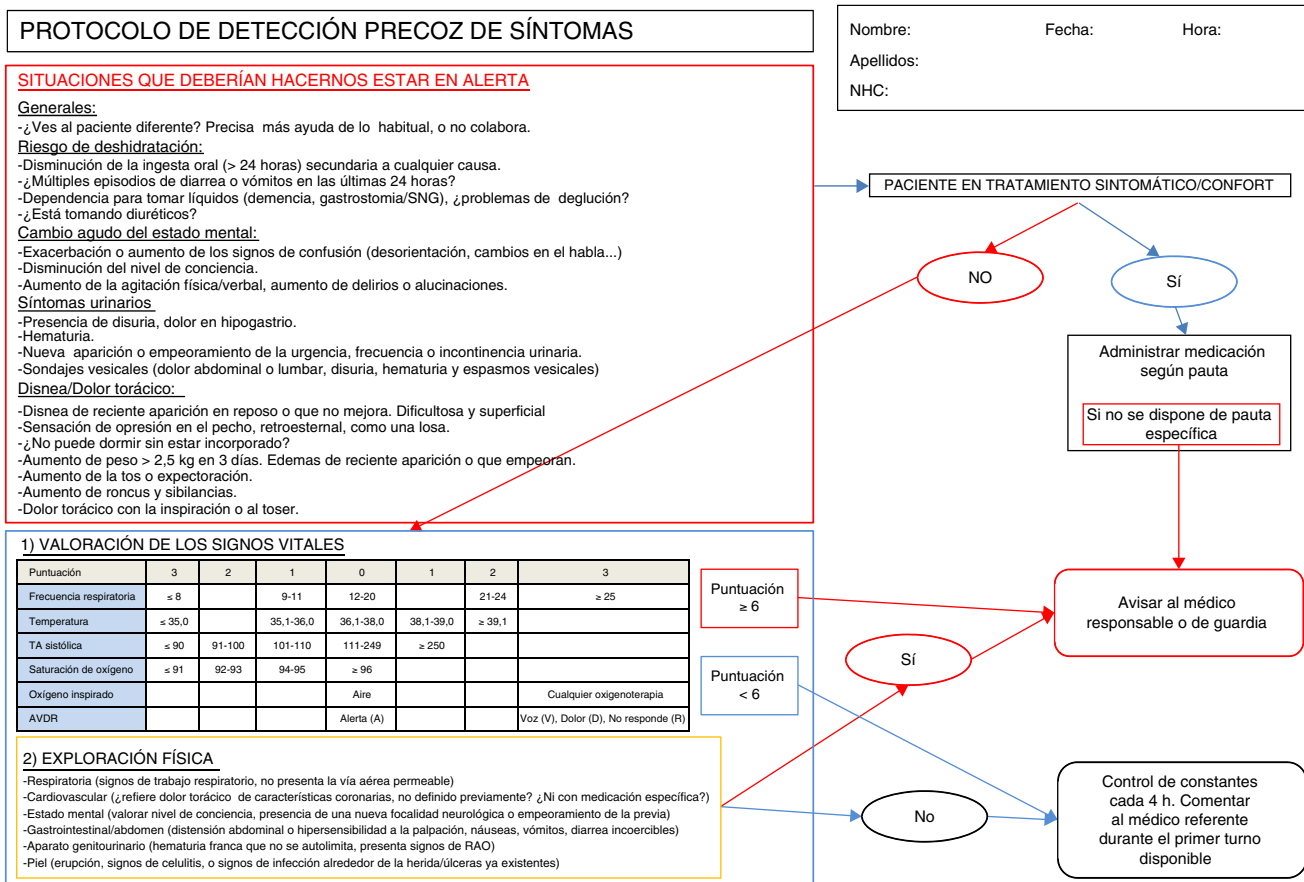 PROTOCOLO DE DETECCIÓN PRECOZ DE SÍNTOMAS
Nombre: Fecha: Hora:
Apellidos:
NHC:
SITUACIONES QUE DEBERÍAN HACERNOS ESTAR EN ALERTA
Generales:
-¿Ves al paciente diferente? Precisa más ayuda de lo habitual, o no colabora.
Riesgo de deshidratación:
-Disminución de la ingesta oral (> 24 horas) secundaria a cualquier causa.
-¿Múltiples episodios de diarrea o vómitos en las últimas 24 horas?
-Dependencia para tomar líquidos (demencia, gastrostomia/SNG), ¿problemas de deglución?
-¿Está tomando diuréticos?
Cambio agudo del estado mental:
-Exacerbación o aumento de los signos de confusión (desorientación, cambios en el habla...)
-Disminución del nivel de conciencia.
-Aumento de la agitación física/verbal, aumento de delirios o alucinaciones.
Síntomas urinarios
-Presencia de disuria, dolor en hipogastrio.
-Hematuria.
-Nueva aparición o empeoramiento de la urgencia, frecuencia o incontinencia urinaria.
-Sondajes vesicales (dolor abdominal o lumbar, disuria, hematuria y espasmos vesicales)
Disnea/Dolor torácico:
-Disnea de reciente aparición en reposo o que no mejora. Dificultosa y superficial
-Sensación de opresión en el pecho, retroesternal, como una losa.
-¿No puede dormir sin estar incorporado?
-Aumento de peso > 2,5 kg en 3 días. Edemas de reciente aparición o que empeoran.
-Aumento de la tos o expectoración.
-Aumento de roncus y sibilancias.
-Dolor torácico con la inspiración o al toser.
PACIENTE EN TRATAMIENTO SINTOMÁTICO/CONFORT
NO
Sí
Administrar medicación
según pauta
Si no se dispone de pauta
específica
1) VALORACIÓN DE LOS SIGNOS VITALES
Puntuación 3 2 1 0 1 2 3
Frecuencia respiratoria ≤ 8 9-11 12-20 21-24 ≥ 25
Temperatura ≤ 35,0 35,1-36,0 36,1-38,0 38,1-39,0 ≥ 39,1
TA sistólica ≤ 90 91-100 101-110 111-249 ≥ 250
Saturación de oxígeno ≤ 91 92-93 94-95 ≥ 96
Oxígeno inspirado Aire Cualquier oxigenoterapia
AVDR Alerta (A) Voz (V), Dolor (D), No responde (R)
Puntuación
≥ 6
Puntuación
< 6
Avisar al médico
responsable o de guardia
Sí
2) EXPLORACIÓN FÍSICA
-Respiratoria (signos de trabajo respiratorio, no presenta la vía aérea permeable)
-Cardiovascular (¿refiere dolor torácico de características coronarias, no definido previamente? ¿Ni con medicación específica?)
-Estado mental (valorar nivel de conciencia, presencia de una nueva focalidad neurológica o empeoramiento de la previa)
-Gastrointestinal/abdomen (distensión abdominal o hipersensibilidad a la palpación, náuseas, vómitos, diarrea incoercibles)
-Aparato genitourinario (hematuria franca que no se autolimita, presenta signos de RAO)
-Piel (erupción, signos de celulitis, o signos de infección alrededor de la herida/úlceras ya existentes)
No
Control de constantes
cada 4 h. Comentar
al médico referente
durante el primer turno
disponible